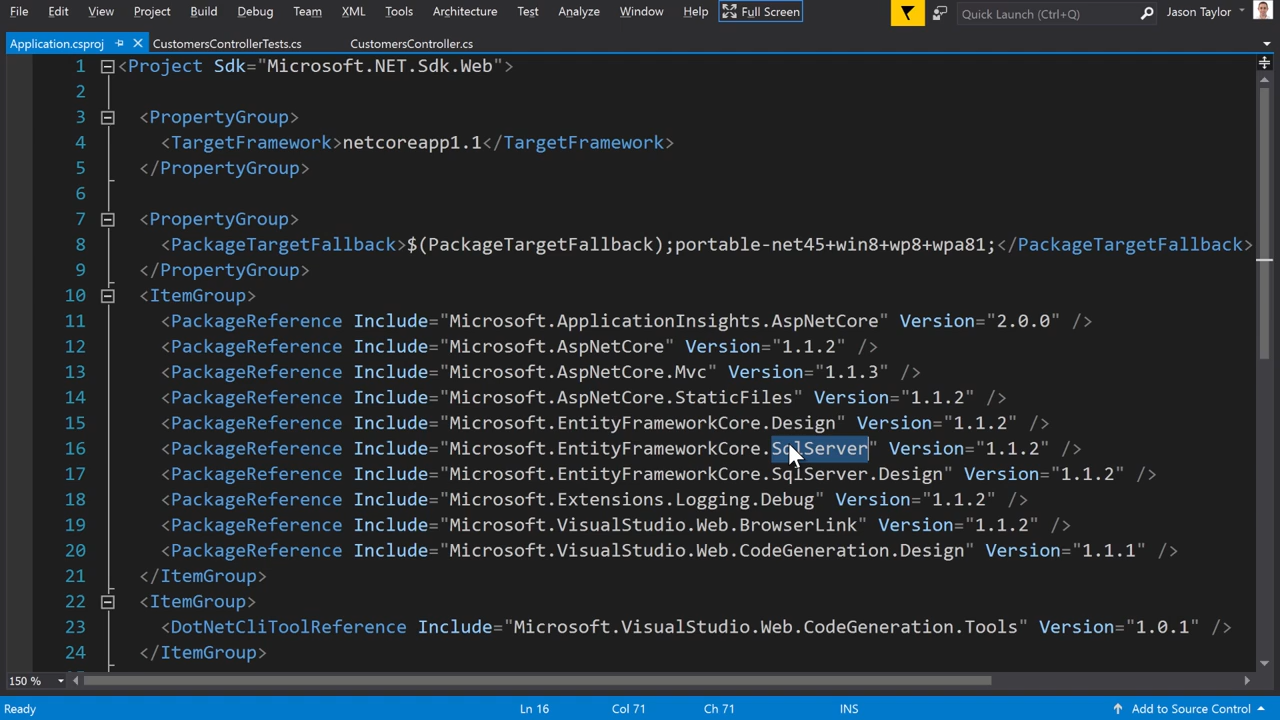 File Edit View Project Build Debug Team XML Tools Architecture Test Analyze Window Help Full Screen Quick Launch (Ctrl+Q) Jason Taylor
Application.csproj CustomersControllerTests.cs CustomersController.cs
1 <Project Sdk="Microsoft.NET.Sdk.Web">
2
3 <PropertyGroup>
4 <TargetFramework>netcoreapp1.1</TargetFramework>
5 </PropertyGroup>
6
7 <PropertyGroup>
8 <PackageTargetFallback>$(PackageTargetFallback);portable-net45+win8+wp8+wpa81;</PackageTargetFallback>
9 </PropertyGroup>
10 <ItemGroup>
11 <PackageReference Include="Microsoft.ApplicationInsights.AspNetCore" Version="2.0.0" />
12 <PackageReference Include="Microsoft.AspNetCore" Version="1.1.2" />
13 <PackageReference Include="Microsoft.AspNetCore.Mvc" Version="1.1.3" />
14 <PackageReference Include="Microsoft.AspNetCore.StaticFiles" Version="1.1.2" />
15 <PackageReference Include="Microsoft.EntityFrameworkCore.Design" Version="1.1.2" />
16 <PackageReference Include="Microsoft.EntityFrameworkCore.SqlServer" Version="1.1.2" />
17 <PackageReference Include="Microsoft.EntityFrameworkCore.SqlServer.Design" Version="1.1.2" />
18 <PackageReference Include="Microsoft.Extensions.Logging.Debug" Version="1.1.2" />
19 <PackageReference Include="Microsoft.VisualStudio.Web.BrowserLink" Version="1.1.2" />
20 <PackageReference Include="Microsoft.VisualStudio.Web.CodeGeneration.Design" Version="1.1.1" />
21 </ItemGroup>
22 <ItemGroup>
23 <DotNetCliToolReference Include="Microsoft.VisualStudio.Web.CodeGeneration.Tools" Version="1.0.1" />
24 </ItemGroup>
150 %
Ready Ln 16 Col 71 Ch 71 INS Add to Source Control